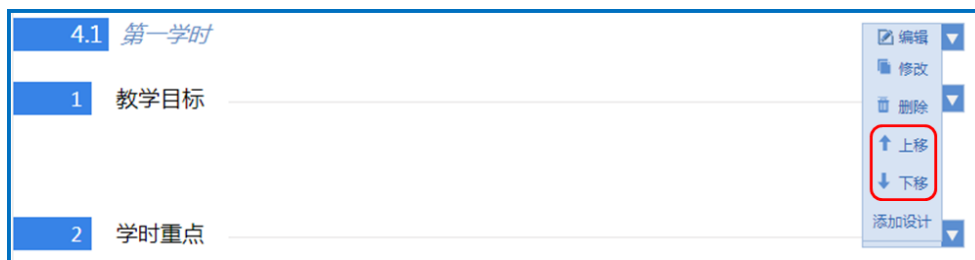 4.1 第一学时
编辑
修改
1 教学目标
删除
上移
下移
添加设计
2 学时重点